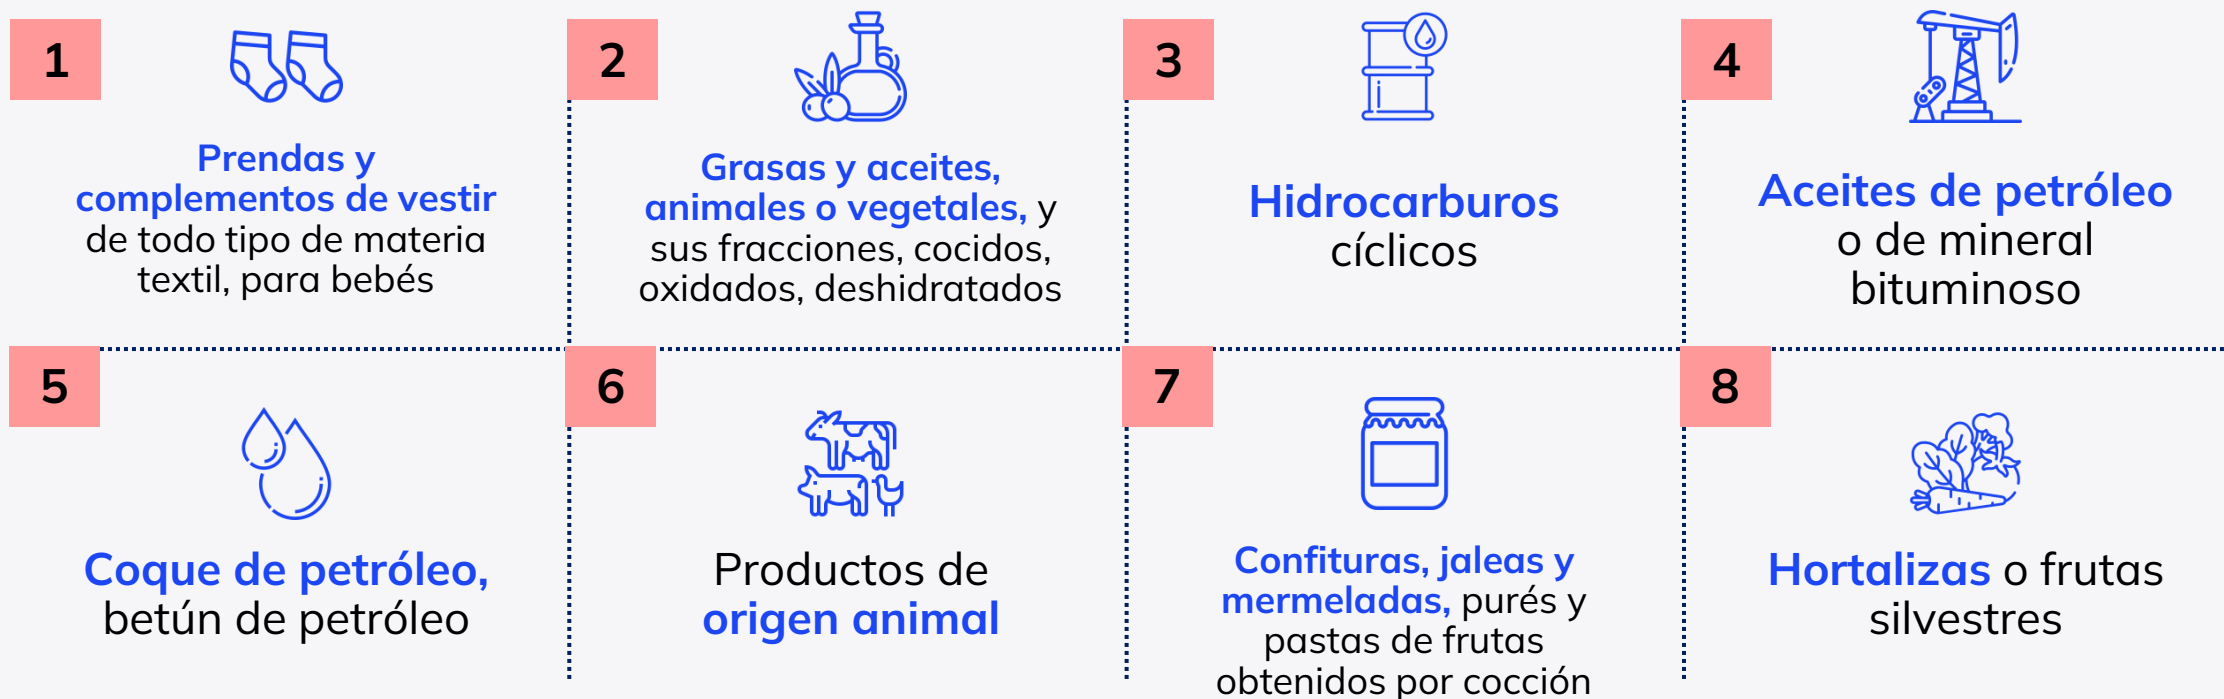 1
Prendas y
complementos de vestir
de todo tipo de materia
textil, para bebés
2
Grasas y aceites,
animales o vegetales, y
sus fracciones, cocidos,
oxidados, deshidratados
3
Hidrocarburos
cíclicos
4
Aceites de petróleo
o de mineral
bituminoso
5
Coque de petróleo,
betún de petróleo
6
Productos de
origen animal
7
Confituras, jaleas y
mermeladas, purés y
pastas de frutas
obtenidos por cocción
8
Hortalizas o frutas
silvestres